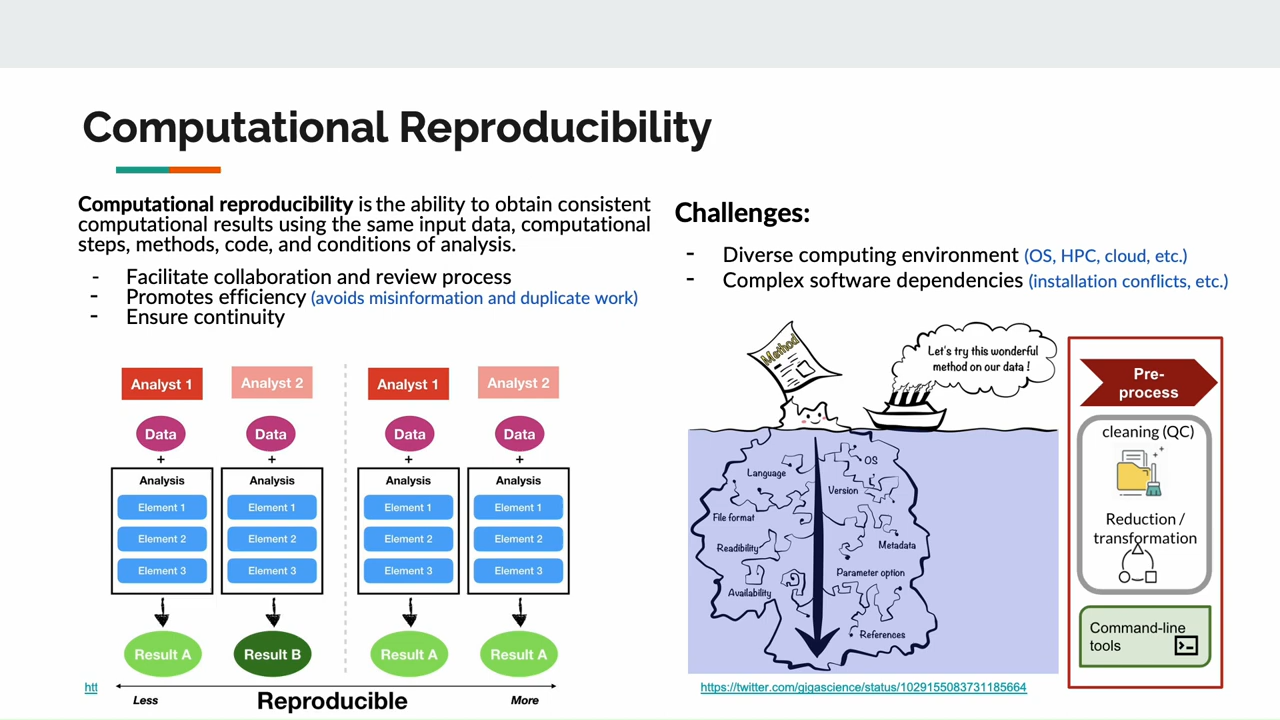 Computational Reproducibility
Computational reproducibility is the ability to obtain consistent
computational results using the same input data, computational
steps, methods, code, and conditions of analysis.
- Facilitate collaboration and review process
- Promotes efficiency (avoids misinformation and duplicate work)
- Ensure continuity
Analyst 1
Analyst 2
Analyst 1
Analyst 2
Data
Data
Data
Data
+
+
+
+
Analysis
Analysis
Analysis
Analysis
Element 1
Element 1
Element 1
Element 1
Element 2
Element 2
Element 2
Element 2
Element 3
Element 3
Element 3
Element 3
Result A
Result B
Result A
Result A
htt
Less
Reproducible
More
Challenges:
- Diverse computing environment (OS, HPC, cloud, etc.)
- Complex software dependencies (installation conflicts, etc.)
Method
Let's try this wonderful
method on our data !
Language
OS
Version
File format
Readibility
Metadata
Parameter option
Availability
References
https://twitter.com/gigascience/status/1029155083731185664
Pre-
process
cleaning (QC)
Reduction /
transformation
Command-line
tools